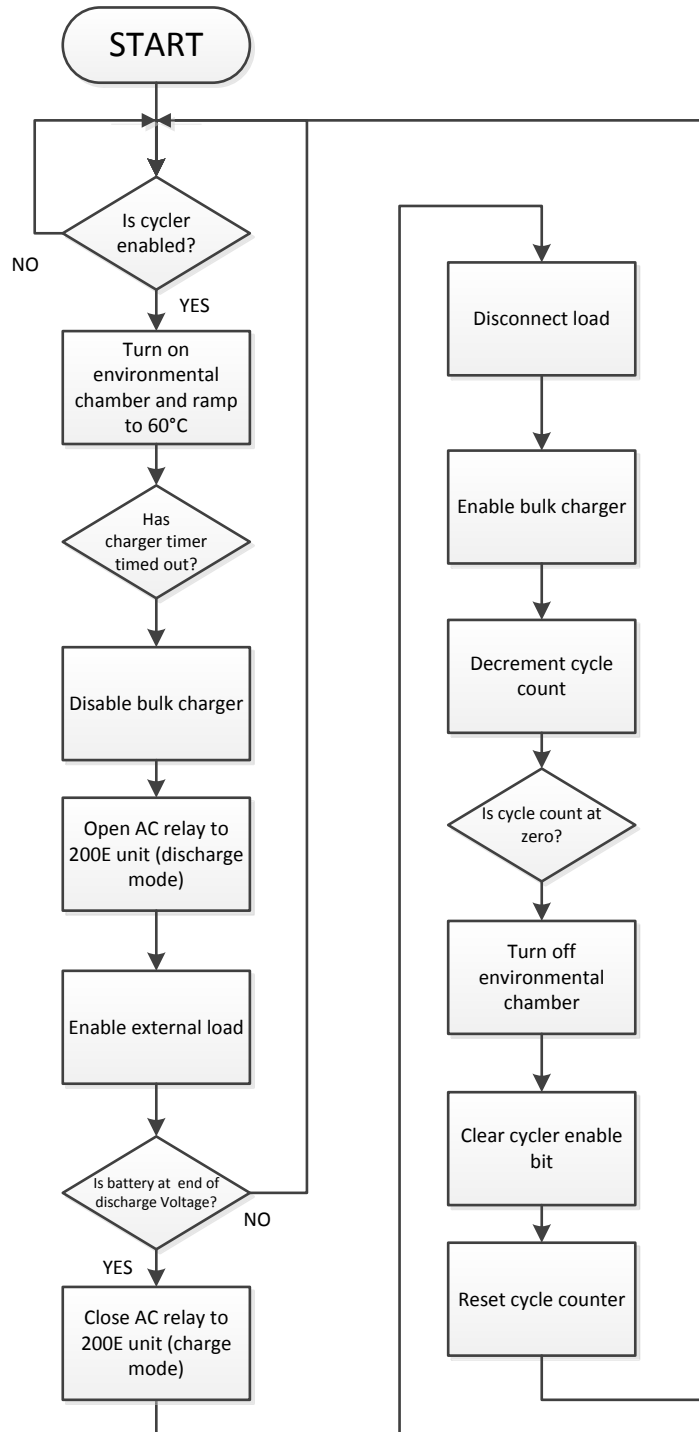 START
Is cycler
enabled?
NO
YES
Turn on
environmental
chamber and ramp
to 60°C
Has
charger timer
timed out?
Disable bulk charger
Open AC relay to
200E unit (discharge
mode)
Enable external load
Is battery at end of
discharge Voltage?
NO
YES
Close AC relay to
200E unit (charge
mode)
Disconnect load
Enable bulk charger
Decrement cycle
count
Is cycle count at
zero?
Turn off
environmental
chamber
Clear cycler enable
bit
Reset cycle counter